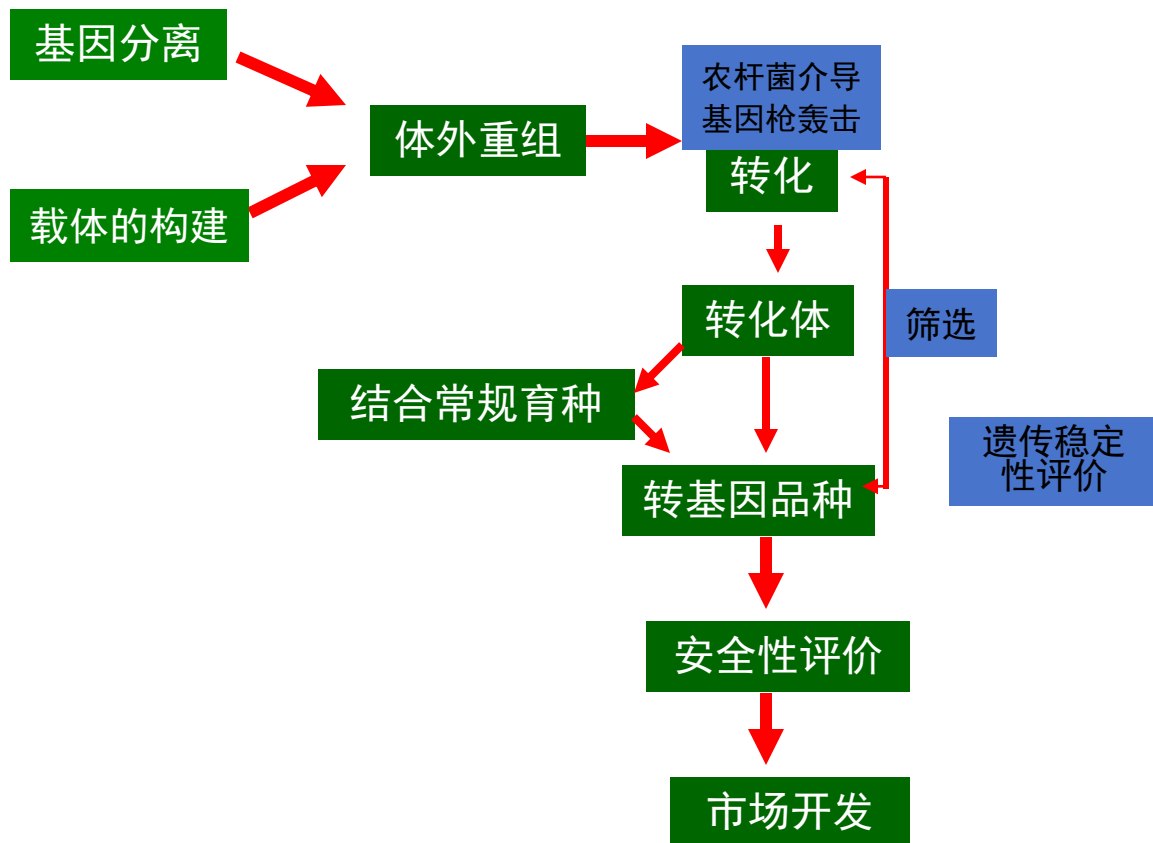 基因分离
农杆菌介导
基因枪轰击
体外重组
转化
载体的构建
转化体
筛选
结合常规育种
遗传稳定
性评价
转基因品种
安全性评价
市场开发